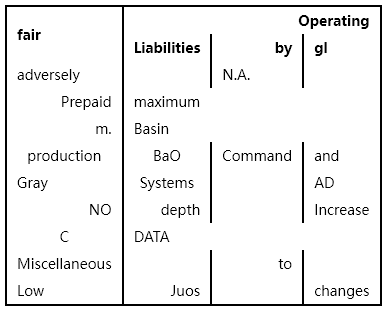 fair Operating
Liabilities by gl
adversely N.A.
Prepaid maximum
m. Basin
production BaO Command and
Gray Systems AD
NO depth Increase
C DATA
Miscellaneous to
Low Juos changes